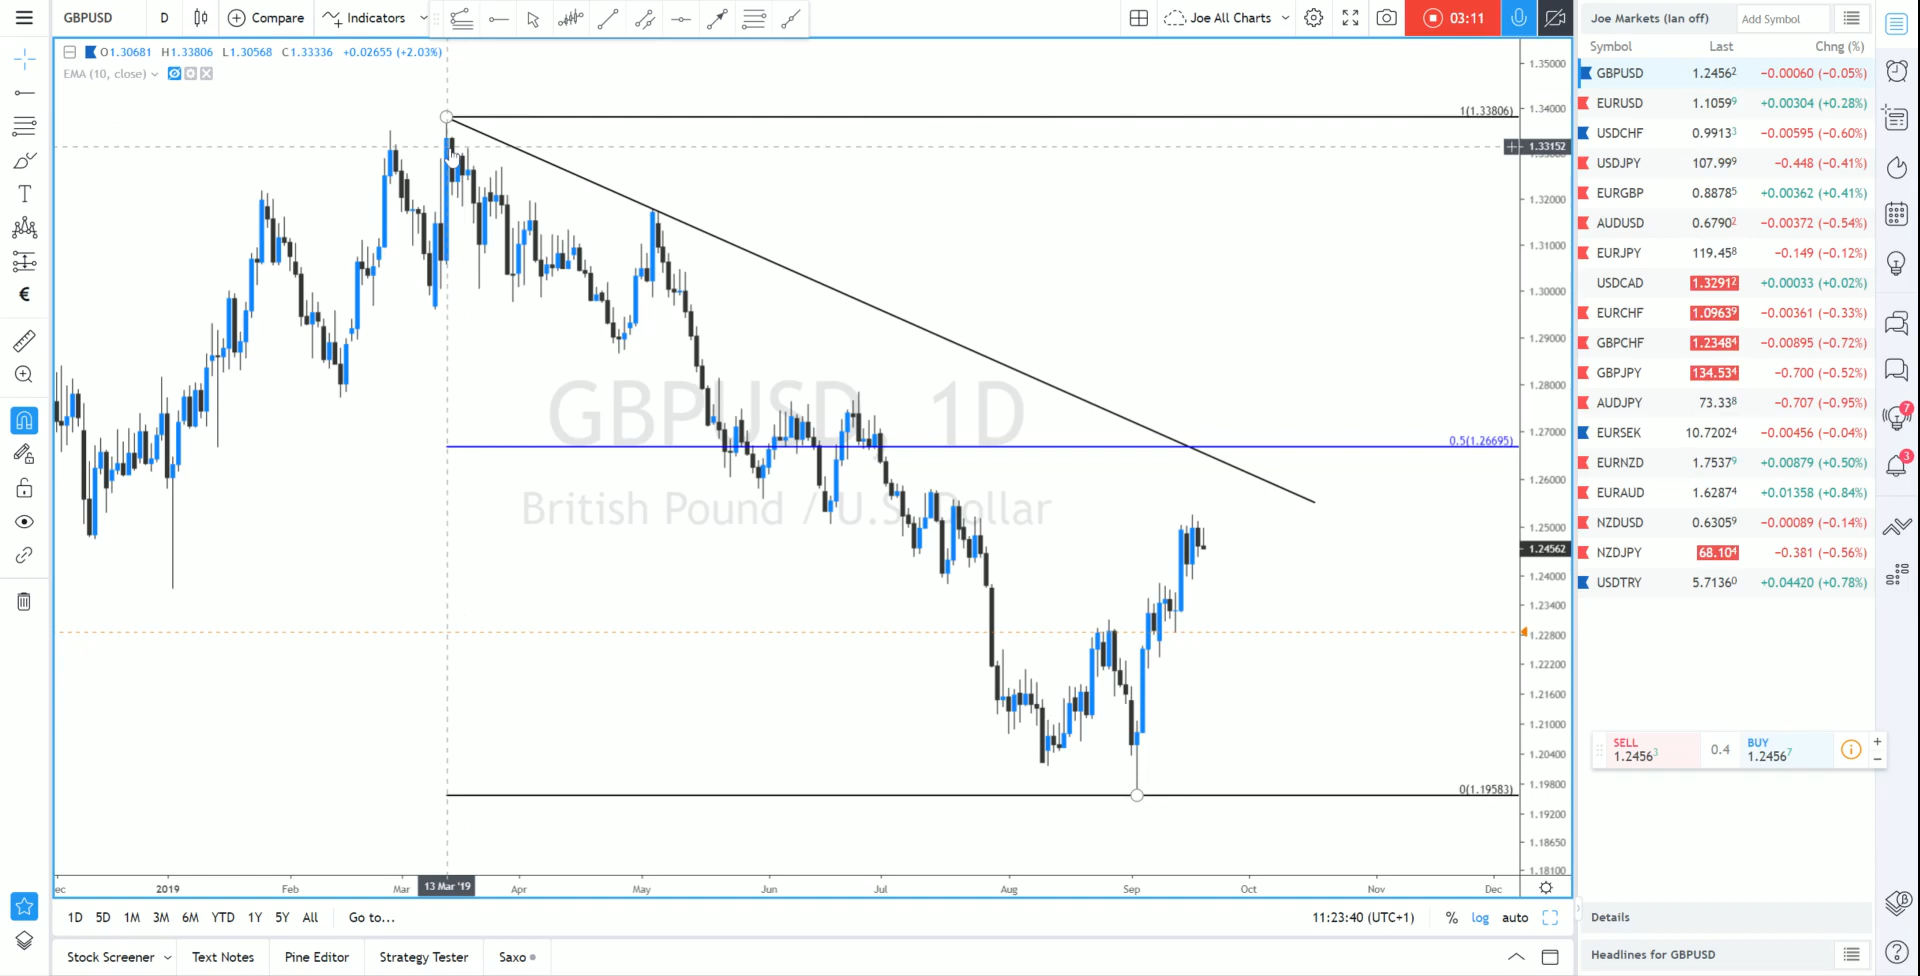 GBPUSD D Compare Indicators Joe All Charts 03:11
O1.30681 H1.33806 L1.30568 C1.33336 +0.02655 (+2.03%)
EMA (10, close)
GBPUSD, 1D
British Pound / U.S. Dollar
1(1.33806)
0.5(1.26695)
0(1.19583)
1.35000
1.34000
1.33152
1.32000
1.31000
1.30000
1.29000
1.28000
1.27000
1.26000
1.25000
1.24562
1.24000
1.23400
1.22800
1.22200
1.21600
1.21000
1.20400
1.19800
1.19200
1.18650
1.18100
ec 2019 Feb Mar 13 Mar '19 Apr May Jun Jul Aug Sep Oct Nov Dec
1D 5D 1M 3M 6M YTD 1Y 5Y All Go to... 11:23:40 (UTC+1) % log auto
Stock Screener Text Notes Pine Editor Strategy Tester Saxo
Joe Markets (Ian off) Add Symbol
Symbol Last Chng (%)
GBPUSD 1.24562 −0.00060 (−0.05%)
EURUSD 1.10599 +0.00304 (+0.28%)
USDCHF 0.99133 −0.00595 (−0.60%)
USDJPY 107.999 −0.448 (−0.41%)
EURGBP 0.88785 +0.00362 (+0.41%)
AUDUSD 0.67902 −0.00372 (−0.54%)
EURJPY 119.458 −0.149 (−0.12%)
USDCAD 1.32912 +0.00033 (+0.02%)
EURCHF 1.09639 −0.00361 (−0.33%)
GBPCHF 1.23484 −0.00895 (−0.72%)
GBPJPY 134.534 −0.700 (−0.52%)
AUDJPY 73.338 −0.707 (−0.95%)
EURSEK 10.72024 −0.00456 (−0.04%)
EURNZD 1.75379 +0.00879 (+0.50%)
EURAUD 1.62874 +0.01358 (+0.84%)
NZDUSD 0.63059 −0.00089 (−0.14%)
NZDJPY 68.104 −0.381 (−0.56%)
USDTRY 5.71360 +0.04420 (+0.78%)
SELL 0.4 BUY
1.24563 1.24567
Details
Headlines for GBPUSD
7
3